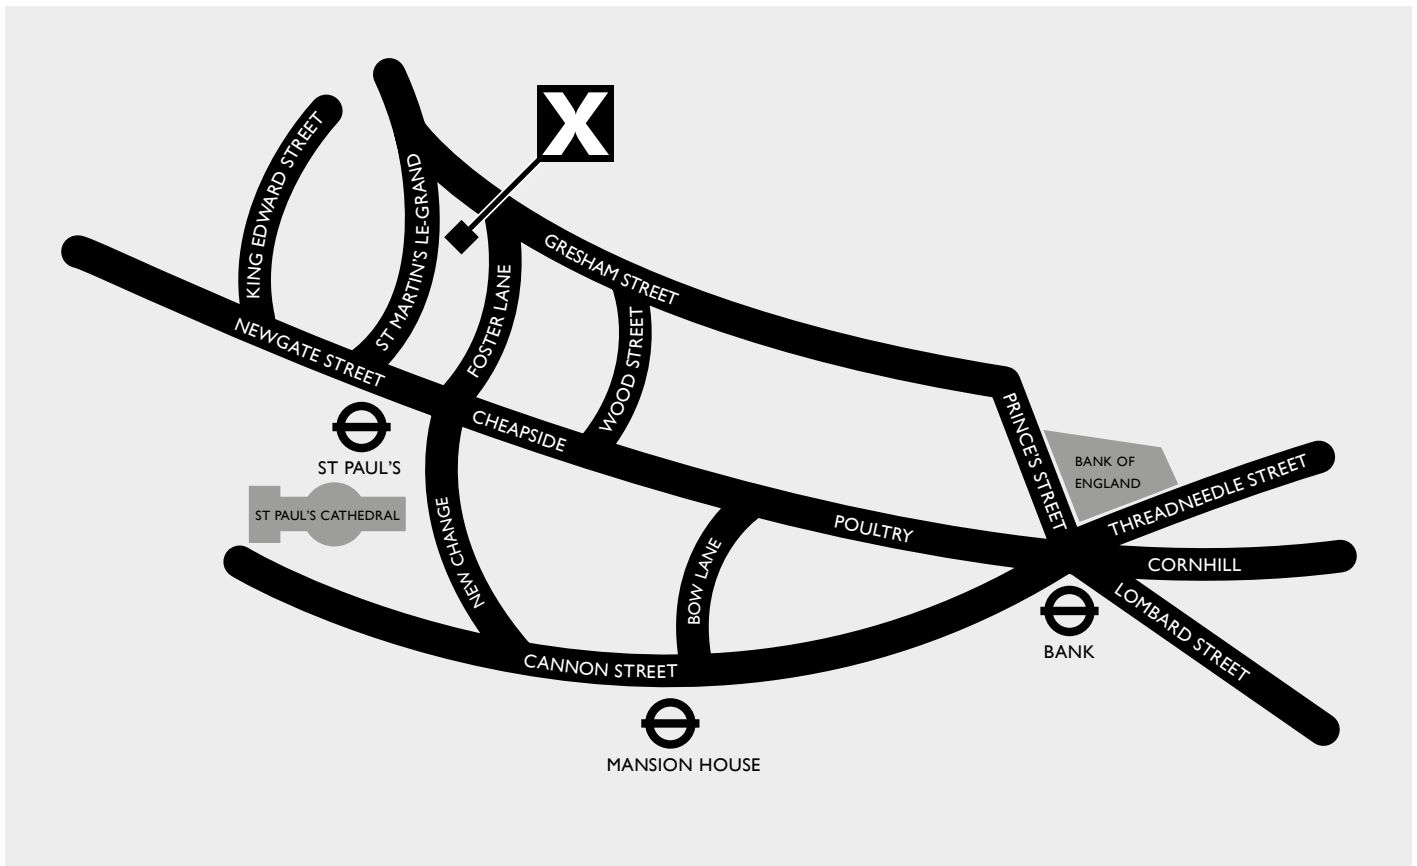 X
KING EDWARD STREET
ST MARTIN'S LE-GRAND
GRESHAM STREET
FOSTER LANE
WOOD STREET
NEWGATE STREET
CHEAPSIDE
ST PAUL'S
ST PAUL'S CATHEDRAL
NEW CHANGE
BOW LANE
POULTRY
PRINCE'S STREET
BANK OF
ENGLAND
THREADNEEDLE STREET
CORNHILL
LOMBARD STREET
BANK
CANNON STREET
MANSION HOUSE